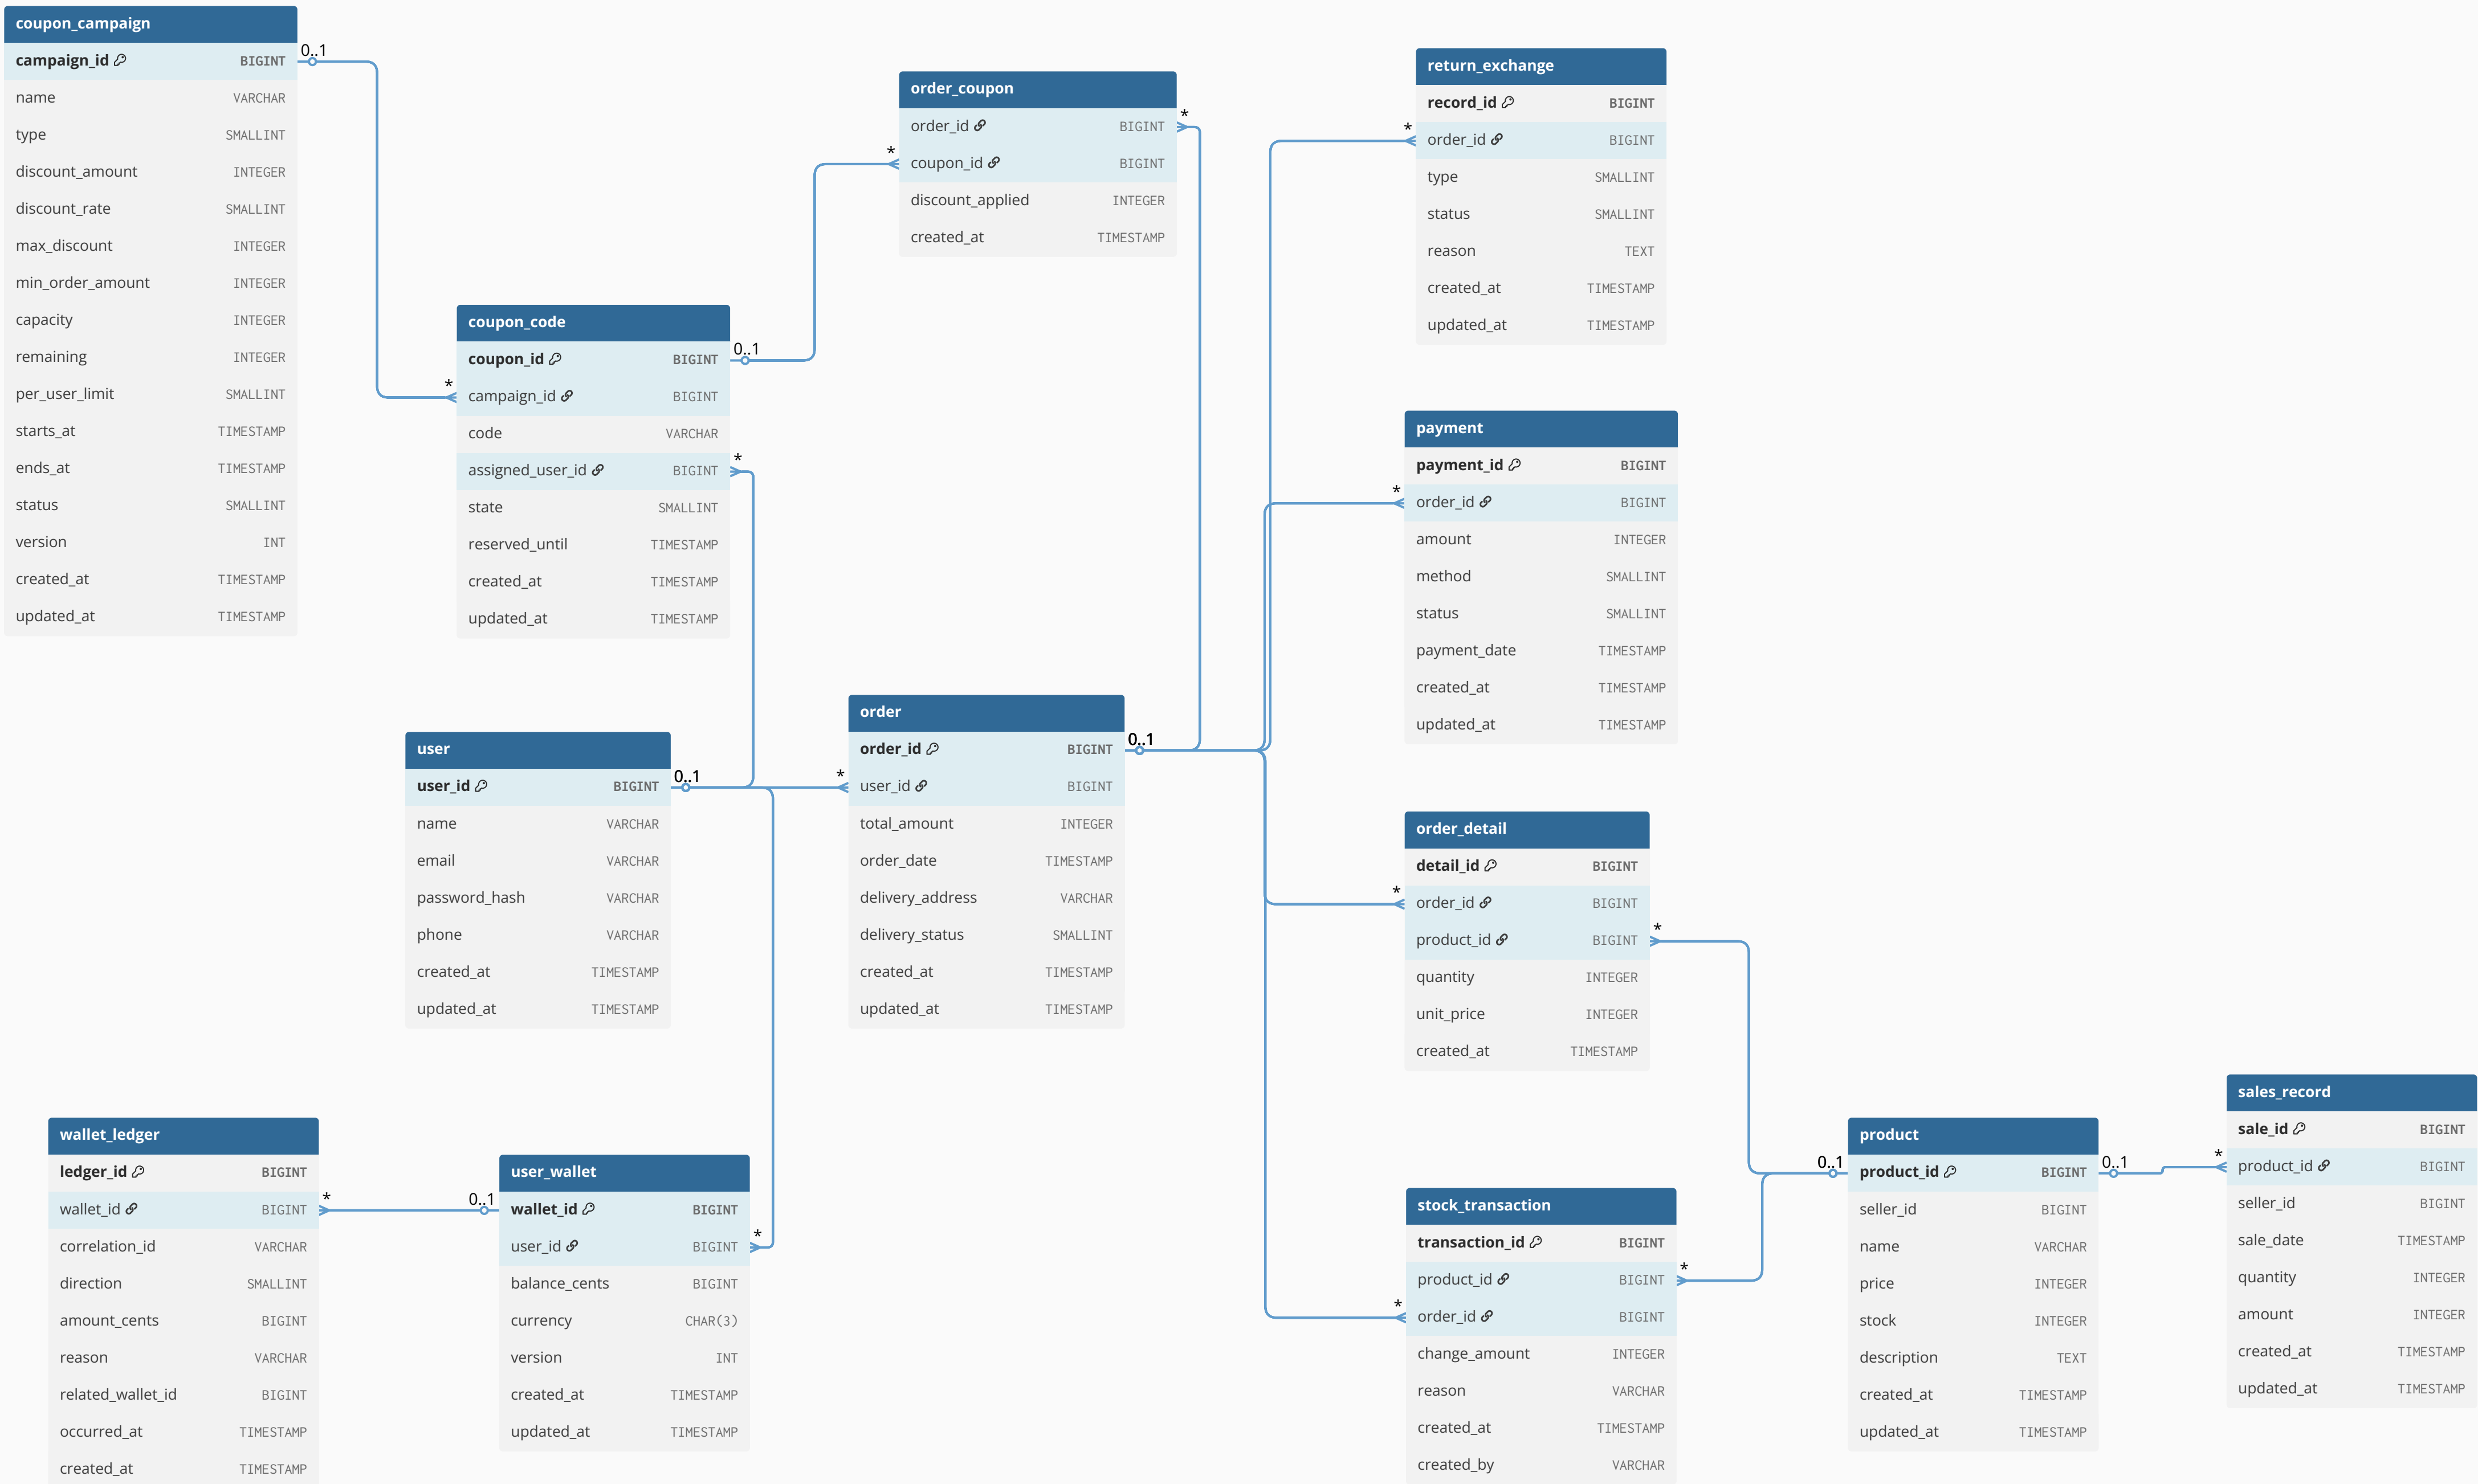 coupon_campaign
campaign_id BIGINT
name VARCHAR
type SMALLINT
discount_amount INTEGER
discount_rate SMALLINT
max_discount INTEGER
min_order_amount INTEGER
capacity INTEGER
remaining INTEGER
per_user_limit SMALLINT
starts_at TIMESTAMP
ends_at TIMESTAMP
status SMALLINT
version INT
created_at TIMESTAMP
updated_at TIMESTAMP
0..1
*
coupon_code
coupon_id BIGINT
campaign_id BIGINT
code VARCHAR
assigned_user_id BIGINT
state SMALLINT
reserved_until TIMESTAMP
created_at TIMESTAMP
updated_at TIMESTAMP
0..1
*
*
order_coupon
order_id BIGINT
coupon_id BIGINT
discount_applied INTEGER
created_at TIMESTAMP
*
*
return_exchange
record_id BIGINT
order_id BIGINT
type SMALLINT
status SMALLINT
reason TEXT
created_at TIMESTAMP
updated_at TIMESTAMP
*
payment
payment_id BIGINT
order_id BIGINT
amount INTEGER
method SMALLINT
status SMALLINT
payment_date TIMESTAMP
created_at TIMESTAMP
updated_at TIMESTAMP
user
user_id BIGINT
name VARCHAR
email VARCHAR
password_hash VARCHAR
phone VARCHAR
created_at TIMESTAMP
updated_at TIMESTAMP
0..1
*
order
order_id BIGINT
user_id BIGINT
total_amount INTEGER
order_date TIMESTAMP
delivery_address VARCHAR
delivery_status SMALLINT
created_at TIMESTAMP
updated_at TIMESTAMP
0..1
*
order_detail
detail_id BIGINT
order_id BIGINT
product_id BIGINT
quantity INTEGER
unit_price INTEGER
created_at TIMESTAMP
*
wallet_ledger
ledger_id BIGINT
wallet_id BIGINT
correlation_id VARCHAR
direction SMALLINT
amount_cents BIGINT
reason VARCHAR
related_wallet_id BIGINT
occurred_at TIMESTAMP
created_at TIMESTAMP
*
0..1
user_wallet
wallet_id BIGINT
user_id BIGINT
balance_cents BIGINT
currency CHAR(3)
version INT
created_at TIMESTAMP
updated_at TIMESTAMP
*
*
stock_transaction
transaction_id BIGINT
product_id BIGINT
order_id BIGINT
change_amount INTEGER
reason VARCHAR
created_at TIMESTAMP
created_by VARCHAR
*
0..1
product
product_id BIGINT
seller_id BIGINT
name VARCHAR
price INTEGER
stock INTEGER
description TEXT
created_at TIMESTAMP
updated_at TIMESTAMP
0..1
*
sales_record
sale_id BIGINT
product_id BIGINT
seller_id BIGINT
sale_date TIMESTAMP
quantity INTEGER
amount INTEGER
created_at TIMESTAMP
updated_at TIMESTAMP